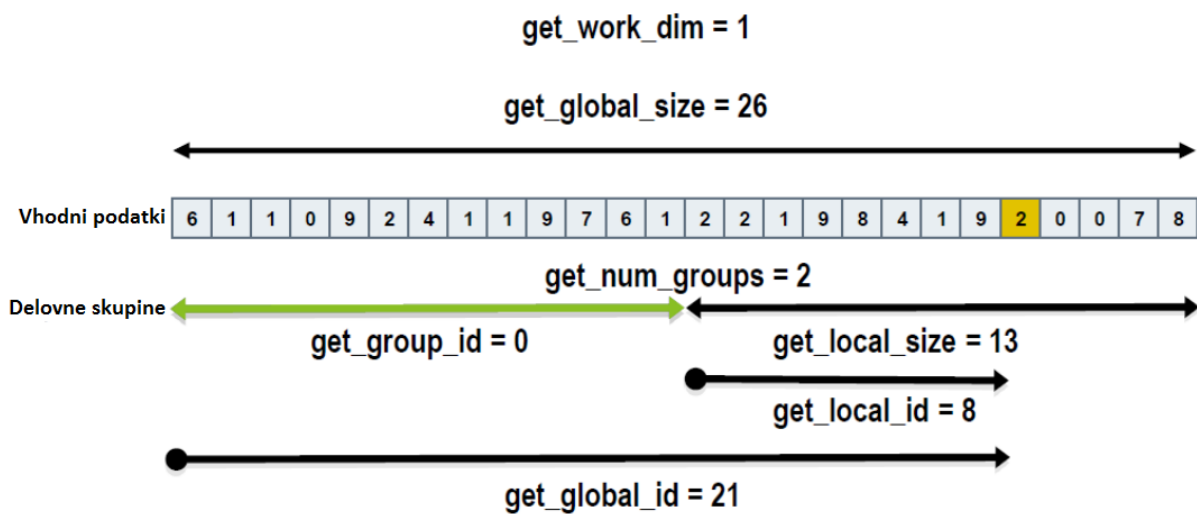 get_work_dim = 1
get_global_size = 26
Vhodni podatki 6 1 1 0 9 2 4 1 1 9 7 6 1 2 2 1 9 8 4 1 9 2 0 0 7 8
get_num_groups = 2
Delovne skupine
get_group_id = 0 get_local_size = 13
get_local_id = 8
get_global_id = 21